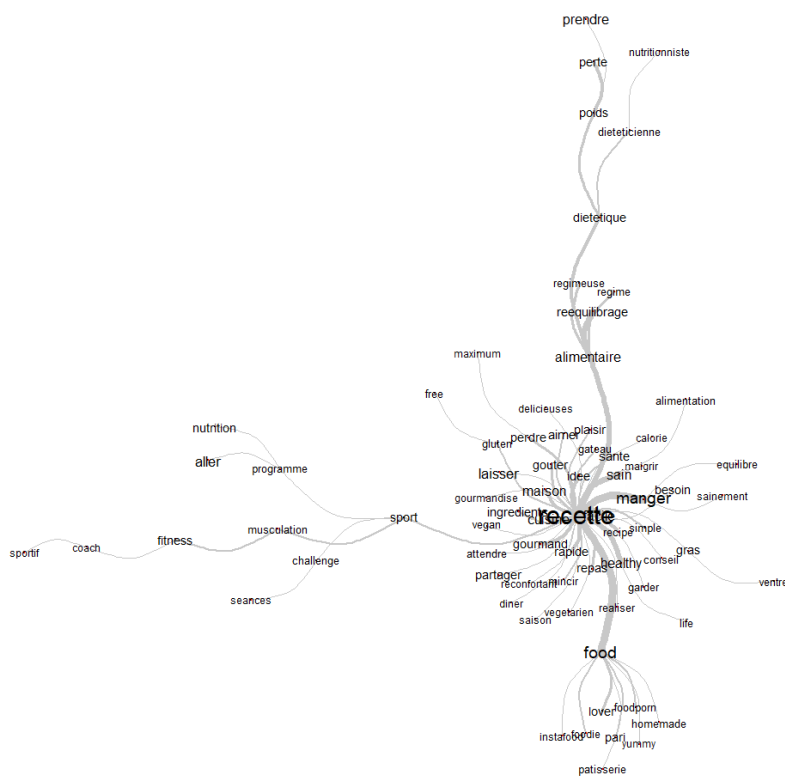 prendre
nutritionniste
perte
poids
dieteticienne
dietetique
regimeuse
regime
reequilibrage
maximum
alimentaire
free
delicieuses
alimentation
nutrition
gluten
perdre
aimer
plaisir
calorie
aller
programme
laisser
gouter
gateau
idee
sante
sain
maigrir
equilibre
gourmandise
maison
manger
besoin
sainement
sport
ingredients
vegan
cuisine
recette
recipe
simple
sportif
coach
fitness
musculation
challenge
attendre
gourmand
rapide
healthy
conseil
gras
partager
reconfortant
mincir
repas
garder
ventre
seances
diner
saison
vegetarien
realiser
life
food
lover
foodporn
homemade
instafood
foodie
pari
yummy
patisserie